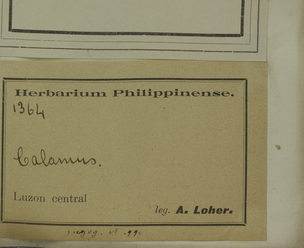 Herbarium Philippinense.
1364
Calamus.
Luzon central
leg. A. Loher.